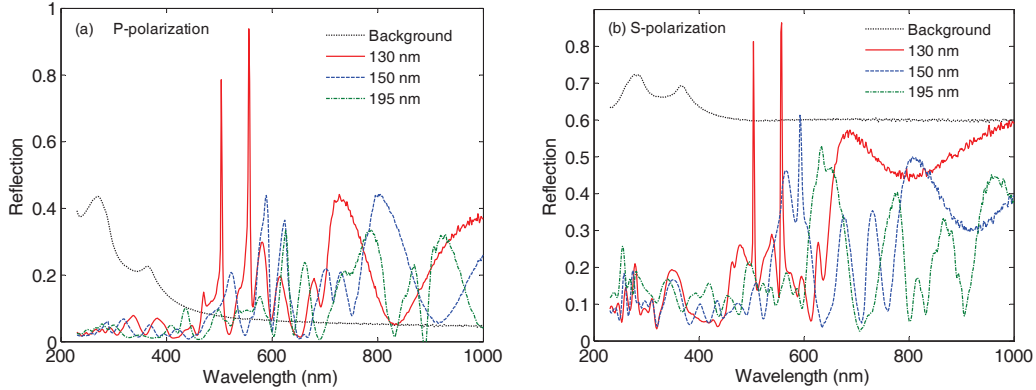 (a) P-polarization
Background
130 nm
150 nm
195 nm
1
0.8
0.6
0.4
0.2
0
200
400
600
800
1000
Reflection
Wavelength (nm)
(b) S-polarization
Background
130 nm
150 nm
195 nm
0.8
0.7
0.6
0.5
0.4
0.3
0.2
0.1
0
200
400
600
800
1000
Reflection
Wavelength (nm)